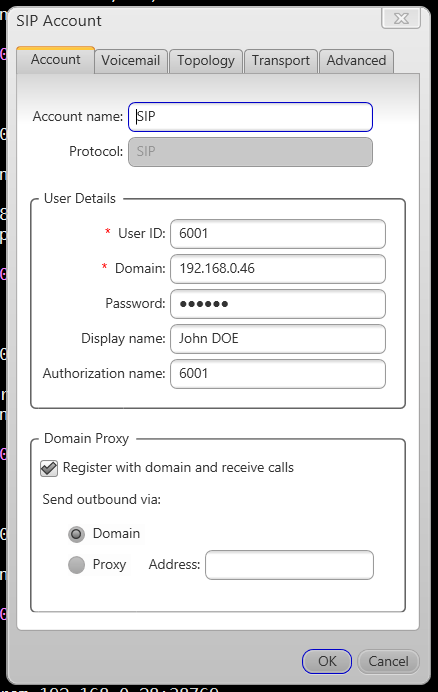 SIP Account
Account Voicemail Topology Transport Advanced
Account name: SIP
Protocol: SIP
User Details
* User ID: 6001
* Domain: 192.168.0.46
Password: ●●●●●●
Display name: John DOE
Authorization name: 6001
Domain Proxy
Register with domain and receive calls
Send outbound via:
Domain
Proxy Address:
OK Cancel